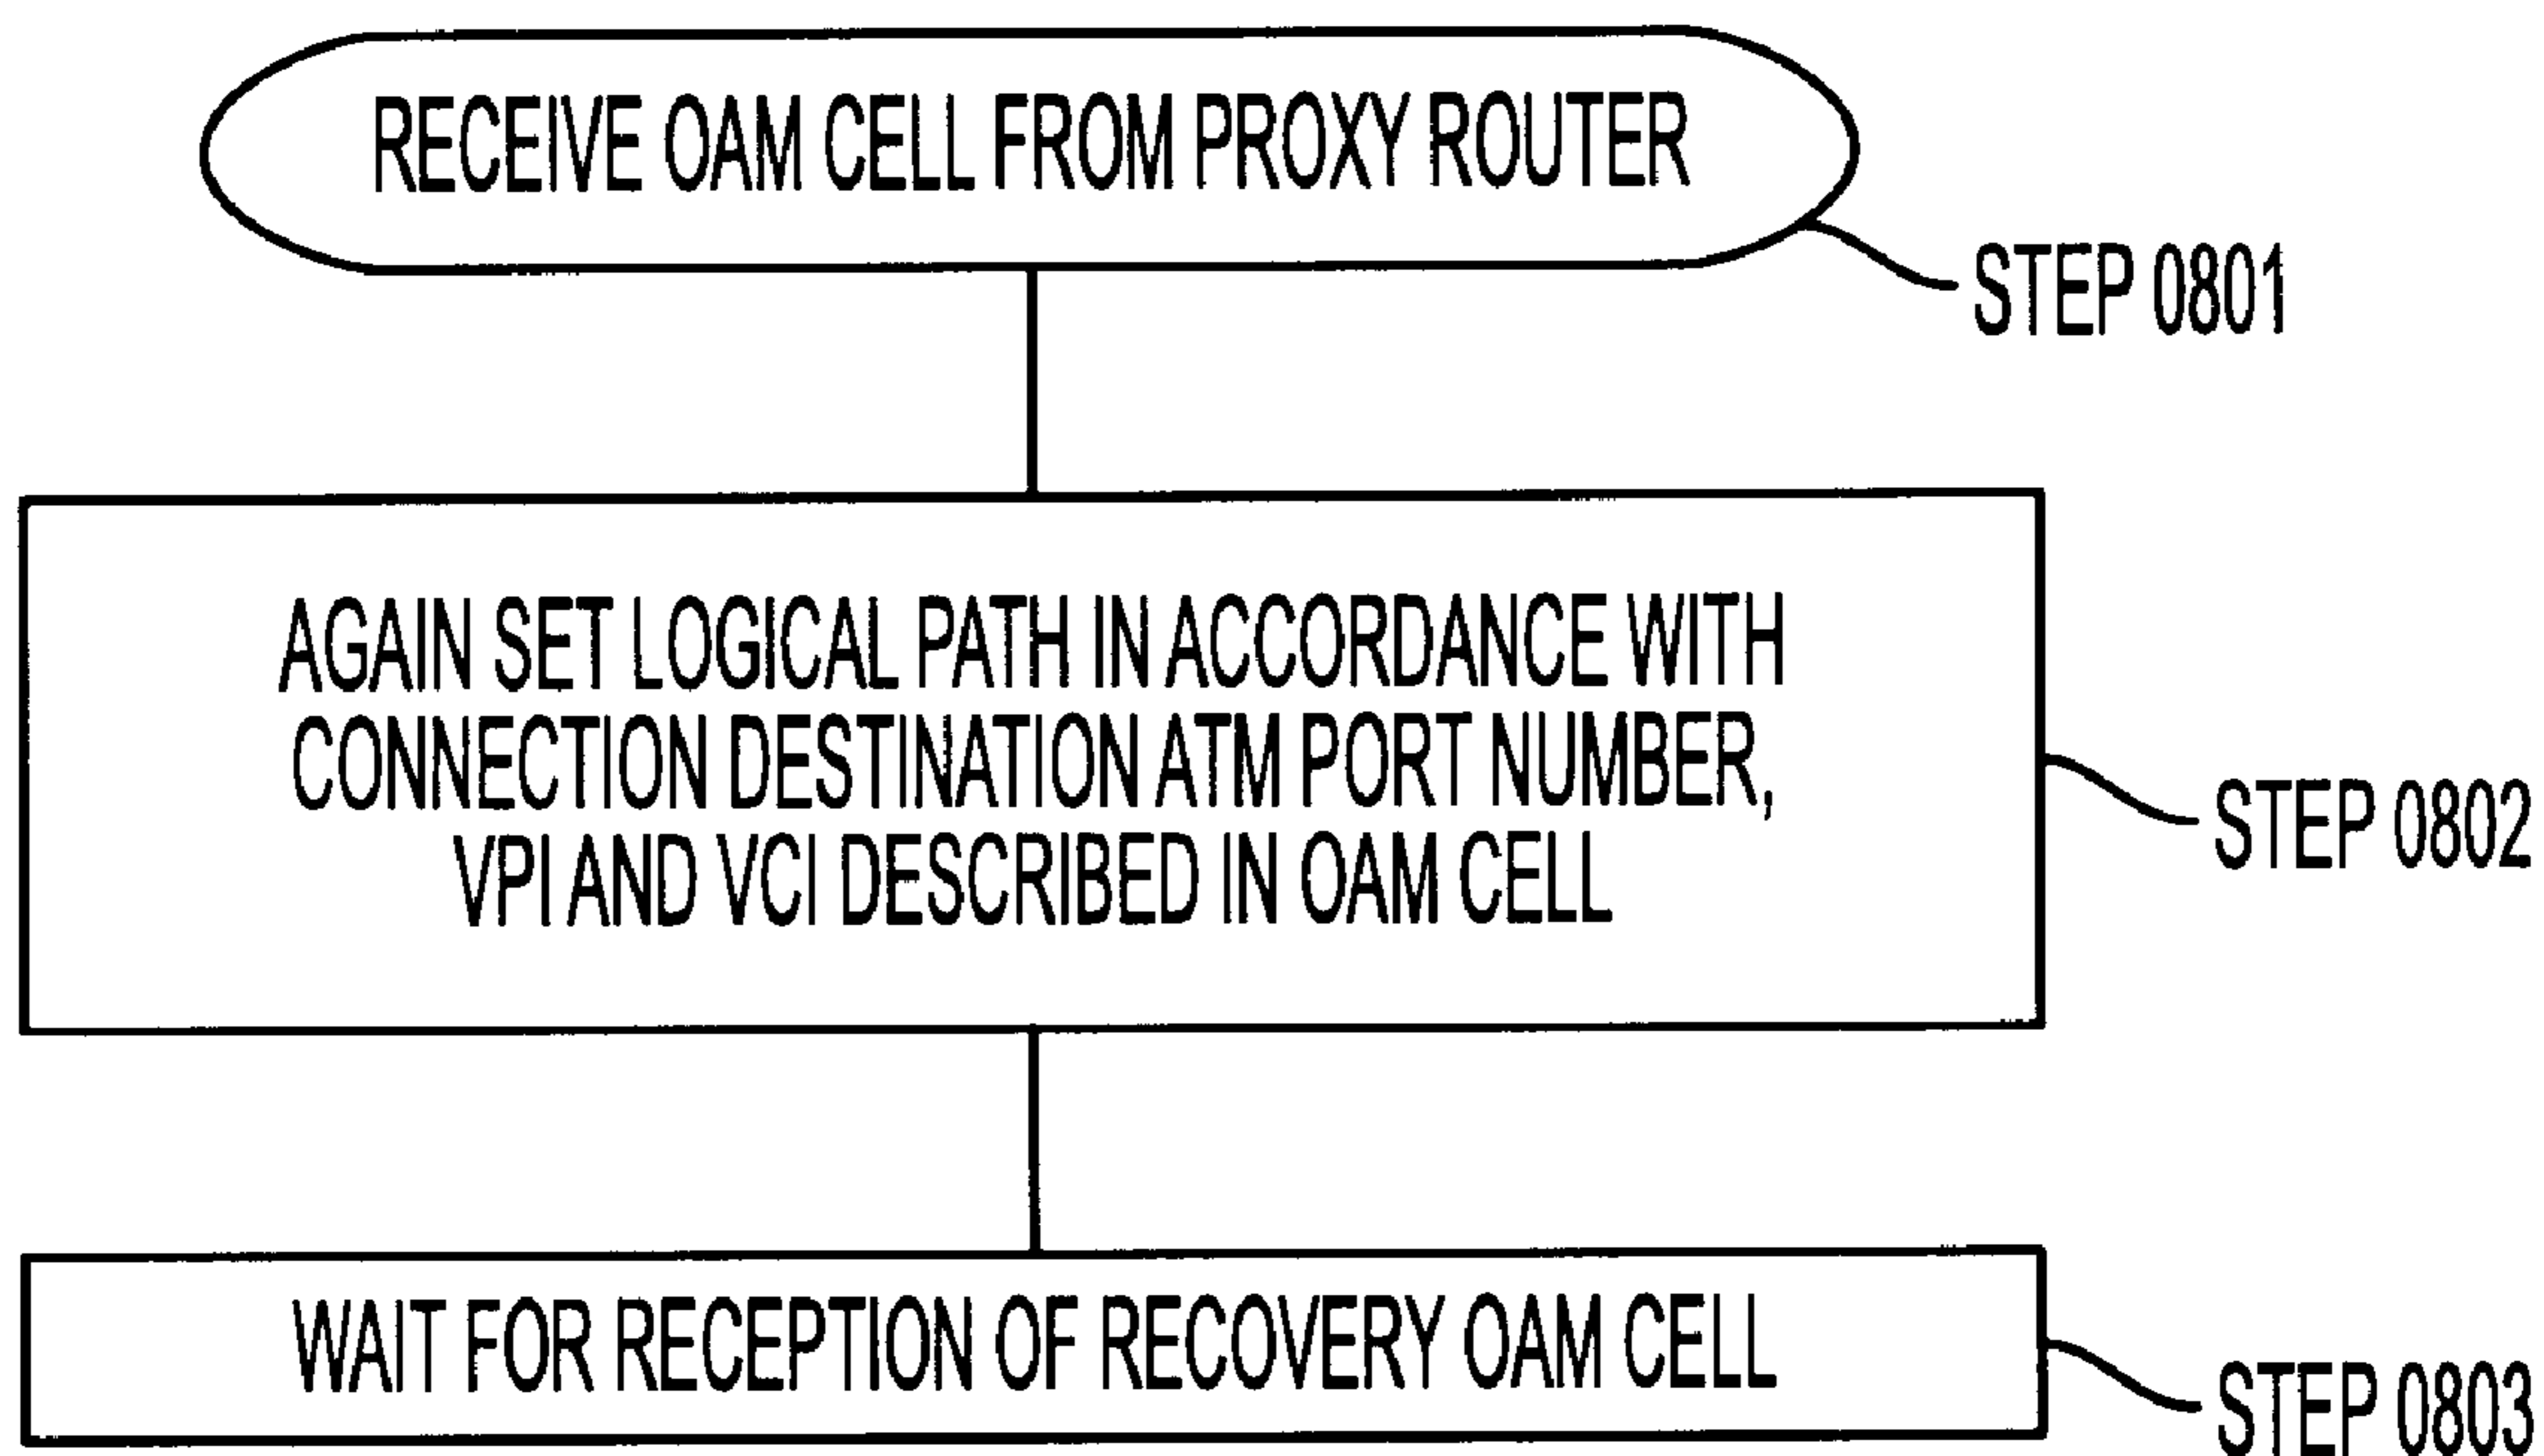 RECEIVE OAM CELL FROM PROXY ROUTER
STEP 0801
AGAIN SET LOGICAL PATH IN ACCORDANCE WITH
CONNECTION DESTINATION ATM PORT NUMBER,
VPI AND VCI DESCRIBED IN OAM CELL
STEP 0802
WAIT FOR RECEPTION OF RECOVERY OAM CELL
STEP 0803